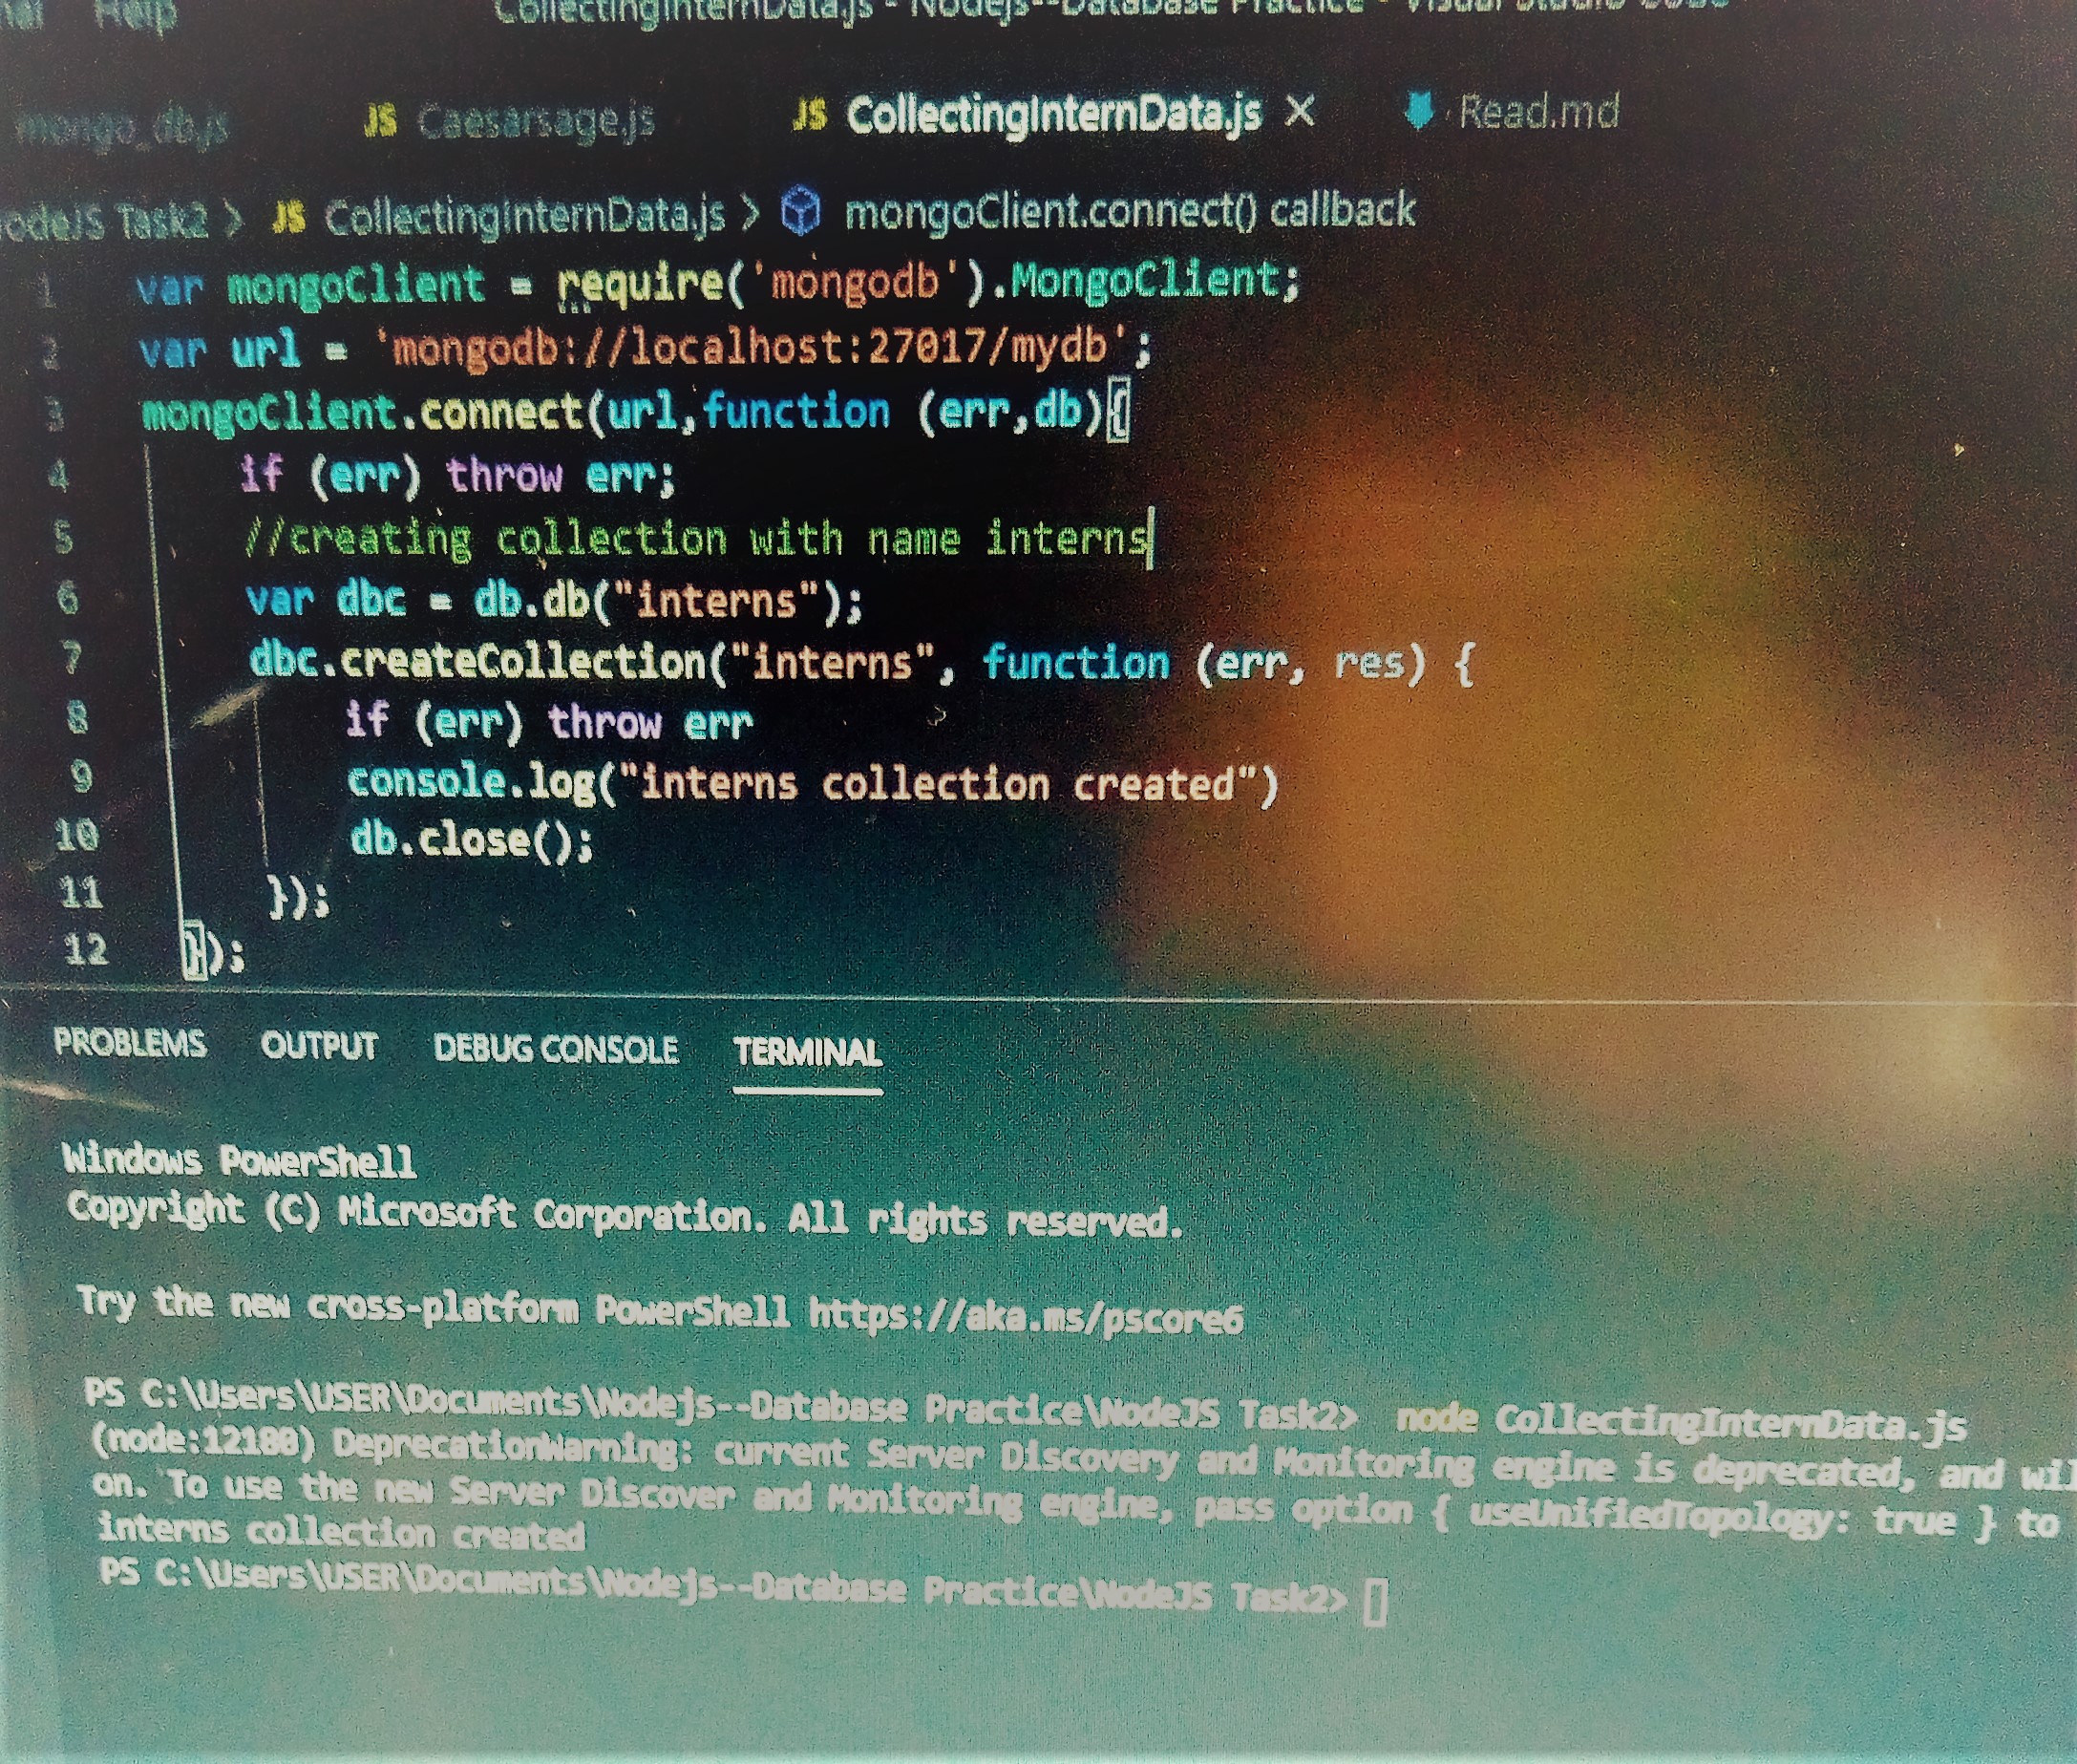 Help CollectingInternData.js - Nodejs--Database Practice - Visual Studio Code
mongo_db.js JS Caesarsage.js JS CollectingInternData.js X Read.md
NodeJS Task2 > JS CollectingInternData.js > mongoClient.connect() callback
1 var mongoClient = require('mongodb').MongoClient;
2 var url = 'mongodb://localhost:27017/mydb';
3 mongoClient.connect(url,function (err,db){
4 if (err) throw err;
5 //creating collection with name interns
6 var dbc = db.db("interns");
7 dbc.createCollection("interns", function (err, res) {
8 if (err) throw err
9 console.log("interns collection created")
10 db.close();
11 });
12 });
PROBLEMS OUTPUT DEBUG CONSOLE TERMINAL
Windows PowerShell
Copyright (C) Microsoft Corporation. All rights reserved.
Try the new cross-platform PowerShell https://aka.ms/pscore6
PS C:\Users\USER\Documents\Nodejs--Database Practice\NodeJS Task2> node CollectingInternData.js
(node:12180) DeprecationWarning: current Server Discovery and Monitoring engine is deprecated, and wil
on. To use the new Server Discover and Monitoring engine, pass option { useUnifiedTopology: true } to
interns collection created
PS C:\Users\USER\Documents\Nodejs--Database Practice\NodeJS Task2>